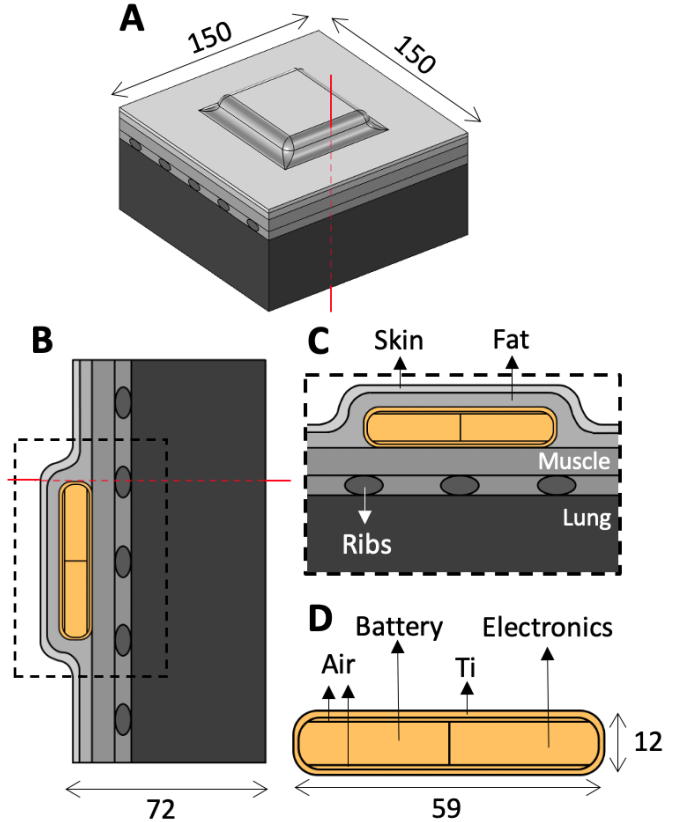 A
150
150
B
72
C
Skin
Fat
Muscle
Lung
Ribs
D
Battery
Electronics
Air
Ti
12
59